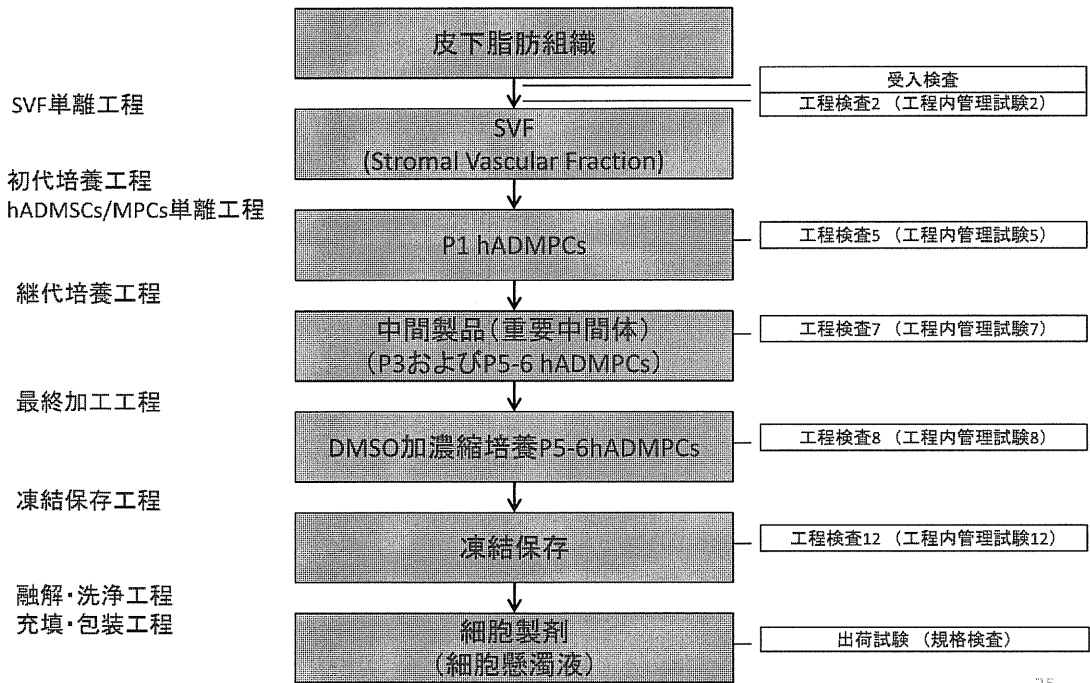 皮下脂肪組織
受入検査
SVF単離工程
工程検査2 （工程内管理試験2）
SVF
(Stromal Vascular Fraction)
初代培養工程
hADMSCs/MPCs単離工程
P1 hADMPCs
工程検査5 （工程内管理試験5）
継代培養工程
中間製品（重要中間体）
（P3およびP5-6 hADMPCs）
工程検査7 （工程内管理試験7）
最終加工工程
DMSO加濃縮培養P5-6hADMPCs
工程検査8 （工程内管理試験8）
凍結保存工程
凍結保存
工程検査12 （工程内管理試験12）
融解・洗浄工程
充填・包装工程
細胞製剤
（細胞懸濁液）
出荷試験 （規格検査）